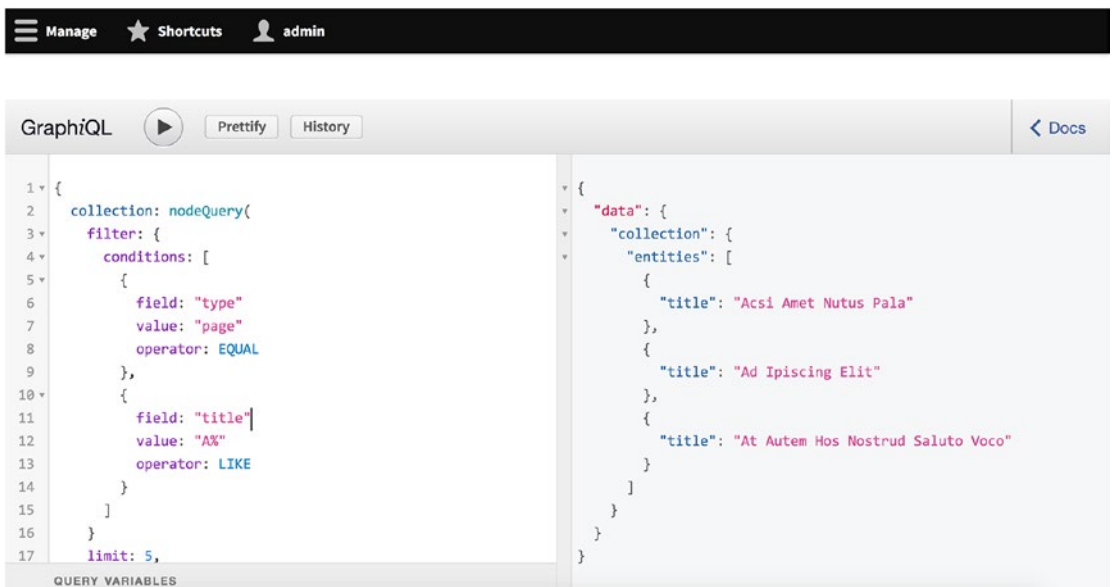 Manage Shortcuts admin
GraphiQL Prettify History Docs
1 {
2 collection: nodeQuery(
3 filter: {
4 conditions: [
5 {
6 field: "type"
7 value: "page"
8 operator: EQUAL
9 },
10 {
11 field: "title"
12 value: "A%"
13 operator: LIKE
14 }
15 ]
16 }
17 limit: 5,
QUERY VARIABLES
{
"data": {
"collection": {
"entities": [
{
"title": "Acsi Amet Nutus Pala"
},
{
"title": "Ad Ipiscing Elit"
},
{
"title": "At Autem Hos Nostrud Saluto Voco"
}
]
}
}
}